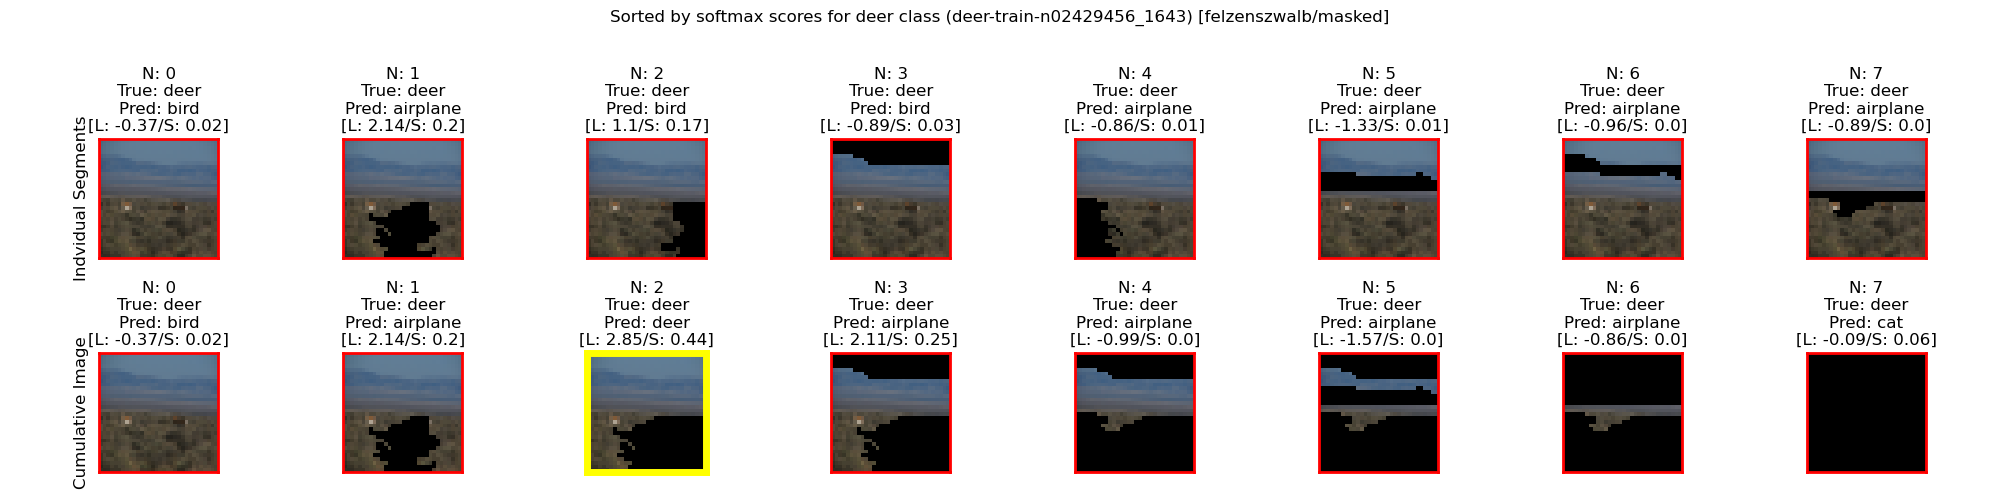 Sorted by softmax scores for deer class (deer-train-n02429456_1643) [felzenszwalb/masked]
Indvidual Segments
N: 0
True: deer
Pred: bird
[L: -0.37/S: 0.02]
N: 1
True: deer
Pred: airplane
[L: 2.14/S: 0.2]
N: 2
True: deer
Pred: bird
[L: 1.1/S: 0.17]
N: 3
True: deer
Pred: bird
[L: -0.89/S: 0.03]
N: 4
True: deer
Pred: airplane
[L: -0.86/S: 0.01]
N: 5
True: deer
Pred: airplane
[L: -1.33/S: 0.01]
N: 6
True: deer
Pred: airplane
[L: -0.96/S: 0.0]
N: 7
True: deer
Pred: airplane
[L: -0.89/S: 0.0]
Cumulative Image
N: 0
True: deer
Pred: bird
[L: -0.37/S: 0.02]
N: 1
True: deer
Pred: airplane
[L: 2.14/S: 0.2]
N: 2
True: deer
Pred: deer
[L: 2.85/S: 0.44]
N: 3
True: deer
Pred: airplane
[L: 2.11/S: 0.25]
N: 4
True: deer
Pred: airplane
[L: -0.99/S: 0.0]
N: 5
True: deer
Pred: airplane
[L: -1.57/S: 0.0]
N: 6
True: deer
Pred: airplane
[L: -0.86/S: 0.0]
N: 7
True: deer
Pred: cat
[L: -0.09/S: 0.06]